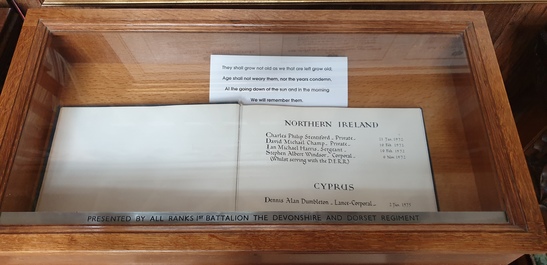 They shall grow not old as we that are left grow old,
Age shall not weary them, nor the years condemn,
At the going down of the sun and in the morning
We will remember them.
NORTHERN IRELAND
Charles Philip Stentiford, Private
David Michael Champ, Private
Ian Michael Harris, Sergeant
Stephen Albert Windsor, Corporal
(Whilst serving with the D.E.R.R)
CYPRUS
Dennis Alan Dumbleton, Lance-Corporal
PRESENTED BY ALL RANKS 1ST BATTALION THE DEVONSHIRE AND DORSET REGIMENT